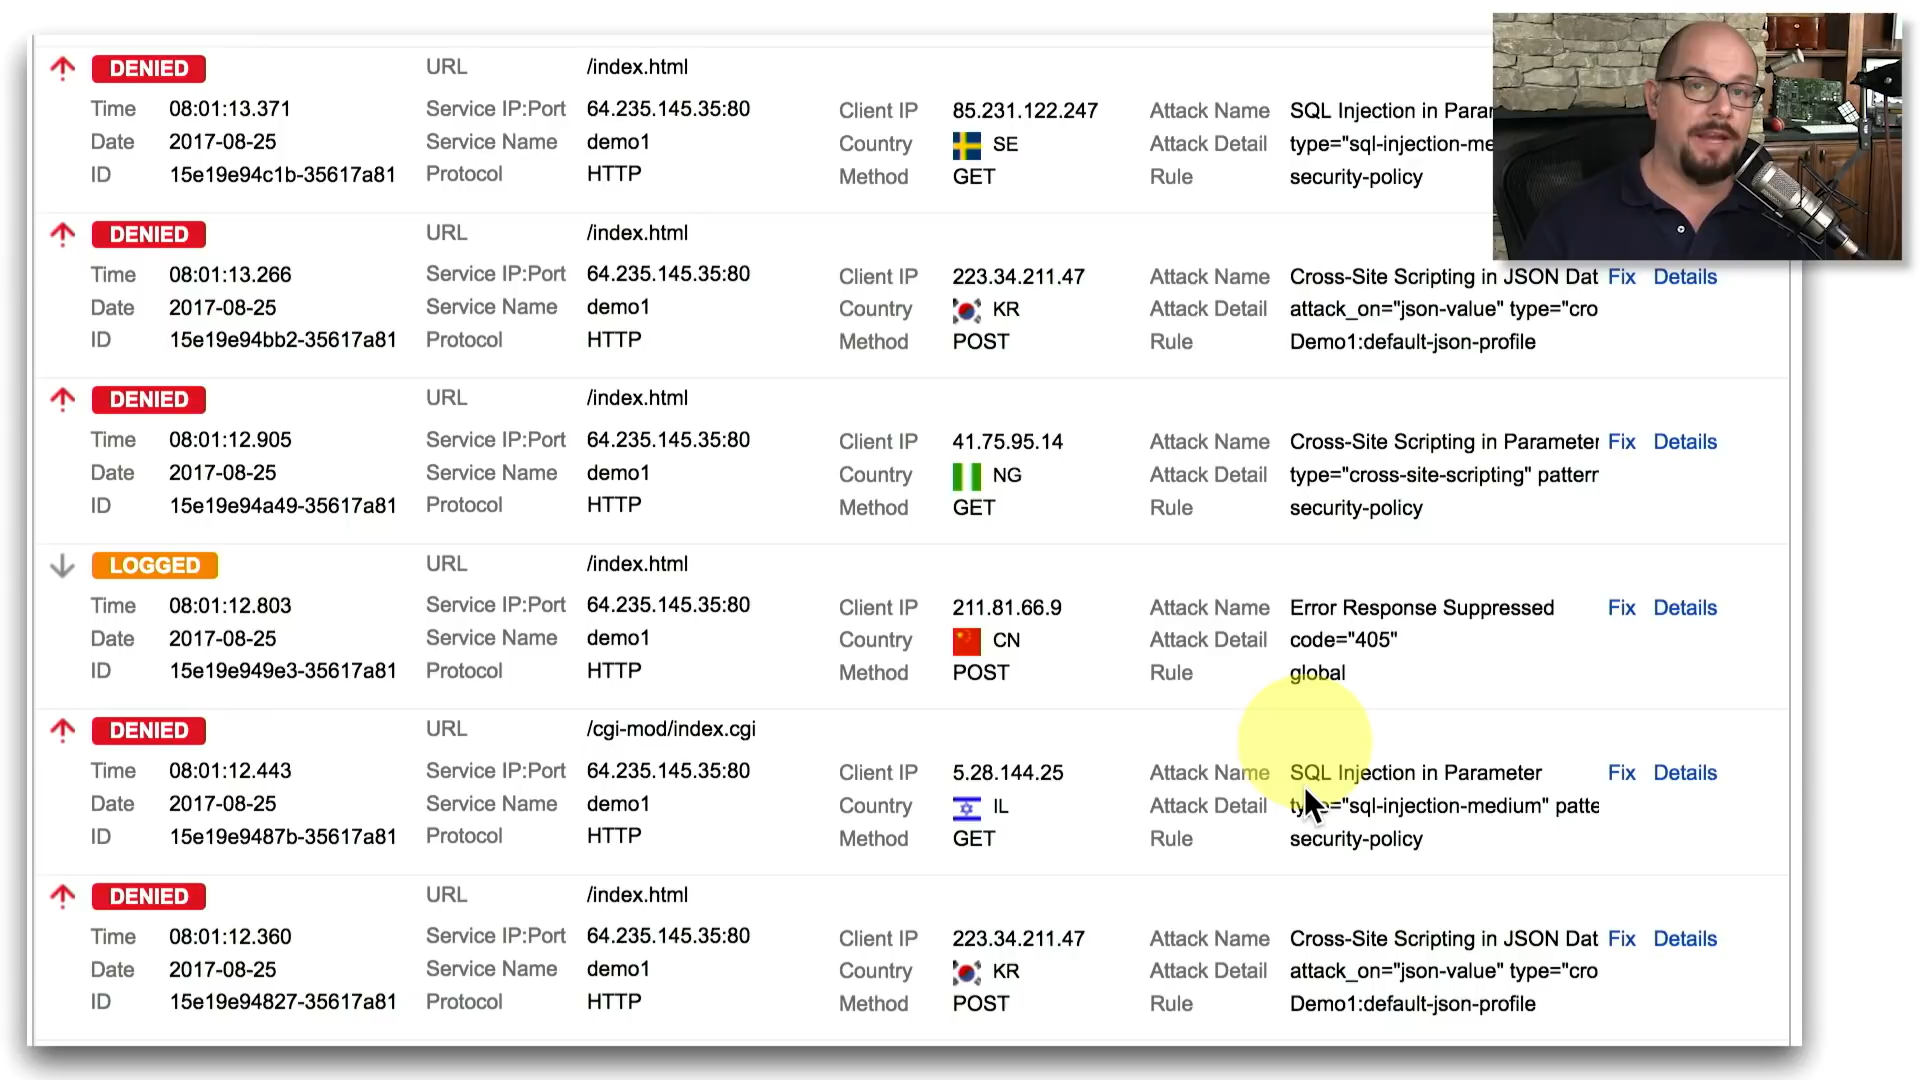 DENIED URL /index.html
Time 08:01:13.371 Service IP:Port 64.235.145.35:80 Client IP 85.231.122.247 Attack Name SQL Injection in
Date 2017-08-25 Service Name demo1 Country SE Attack Detail type="sql-injection-me
ID 15e19e94c1b-35617a81 Protocol HTTP Method GET Rule security-policy
DENIED URL /index.html
Time 08:01:13.266 Service IP:Port 64.235.145.35:80 Client IP 223.34.211.47 Attack Name Cross-Site Scripting in JSON Dat Fix Details
Date 2017-08-25 Service Name demo1 Country KR Attack Detail attack_on="json-value" type="cro
ID 15e19e94bb2-35617a81 Protocol HTTP Method POST Rule Demo1:default-json-profile
DENIED URL /index.html
Time 08:01:12.905 Service IP:Port 64.235.145.35:80 Client IP 41.75.95.14 Attack Name Cross-Site Scripting in Parameter Fix Details
Date 2017-08-25 Service Name demo1 Country NG Attack Detail type="cross-site-scripting" pattern
ID 15e19e94a49-35617a81 Protocol HTTP Method GET Rule security-policy
LOGGED URL /index.html
Time 08:01:12.803 Service IP:Port 64.235.145.35:80 Client IP 211.81.66.9 Attack Name Error Response Suppressed Fix Details
Date 2017-08-25 Service Name demo1 Country CN Attack Detail code="405"
ID 15e19e949e3-35617a81 Protocol HTTP Method POST Rule global
DENIED URL /cgi-mod/index.cgi
Time 08:01:12.443 Service IP:Port 64.235.145.35:80 Client IP 5.28.144.25 Attack Name SQL Injection in Parameter Fix Details
Date 2017-08-25 Service Name demo1 Country IL Attack Detail type="sql-injection-medium" patte
ID 15e19e9487b-35617a81 Protocol HTTP Method GET Rule security-policy
DENIED URL /index.html
Time 08:01:12.360 Service IP:Port 64.235.145.35:80 Client IP 223.34.211.47 Attack Name Cross-Site Scripting in JSON Dat Fix Details
Date 2017-08-25 Service Name demo1 Country KR Attack Detail attack_on="json-value" type="cro
ID 15e19e94827-35617a81 Protocol HTTP Method POST Rule Demo1:default-json-profile